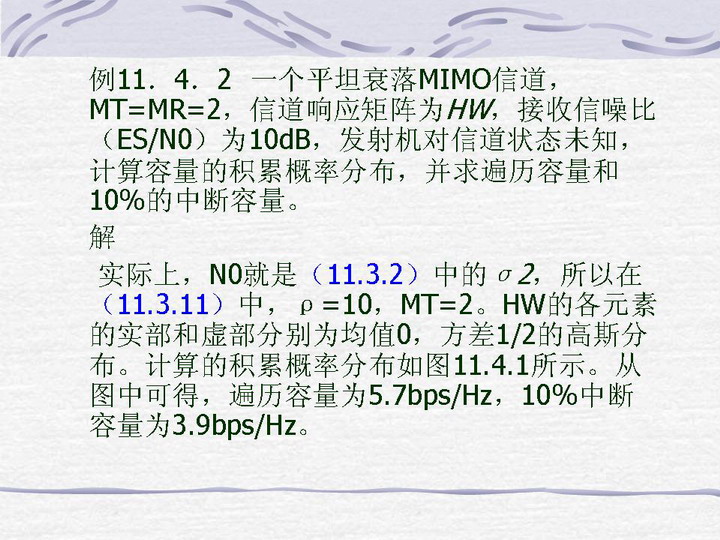 例11．4．2 一个平坦衰落MIMO信道，
MT=MR=2，信道响应矩阵为HW，接收信噪比
（ES/N0）为10dB，发射机对信道状态未知，
计算容量的积累概率分布，并求遍历容量和
10%的中断容量。
解
实际上，N0就是（11.3.2）中的σ2，所以在
（11.3.11）中，ρ=10，MT=2。HW的各元素
的实部和虚部分别为均值0，方差1/2的高斯分
布。计算的积累概率分布如图11.4.1所示。从
图中可得，遍历容量为5.7bps/Hz，10%中断
容量为3.9bps/Hz。